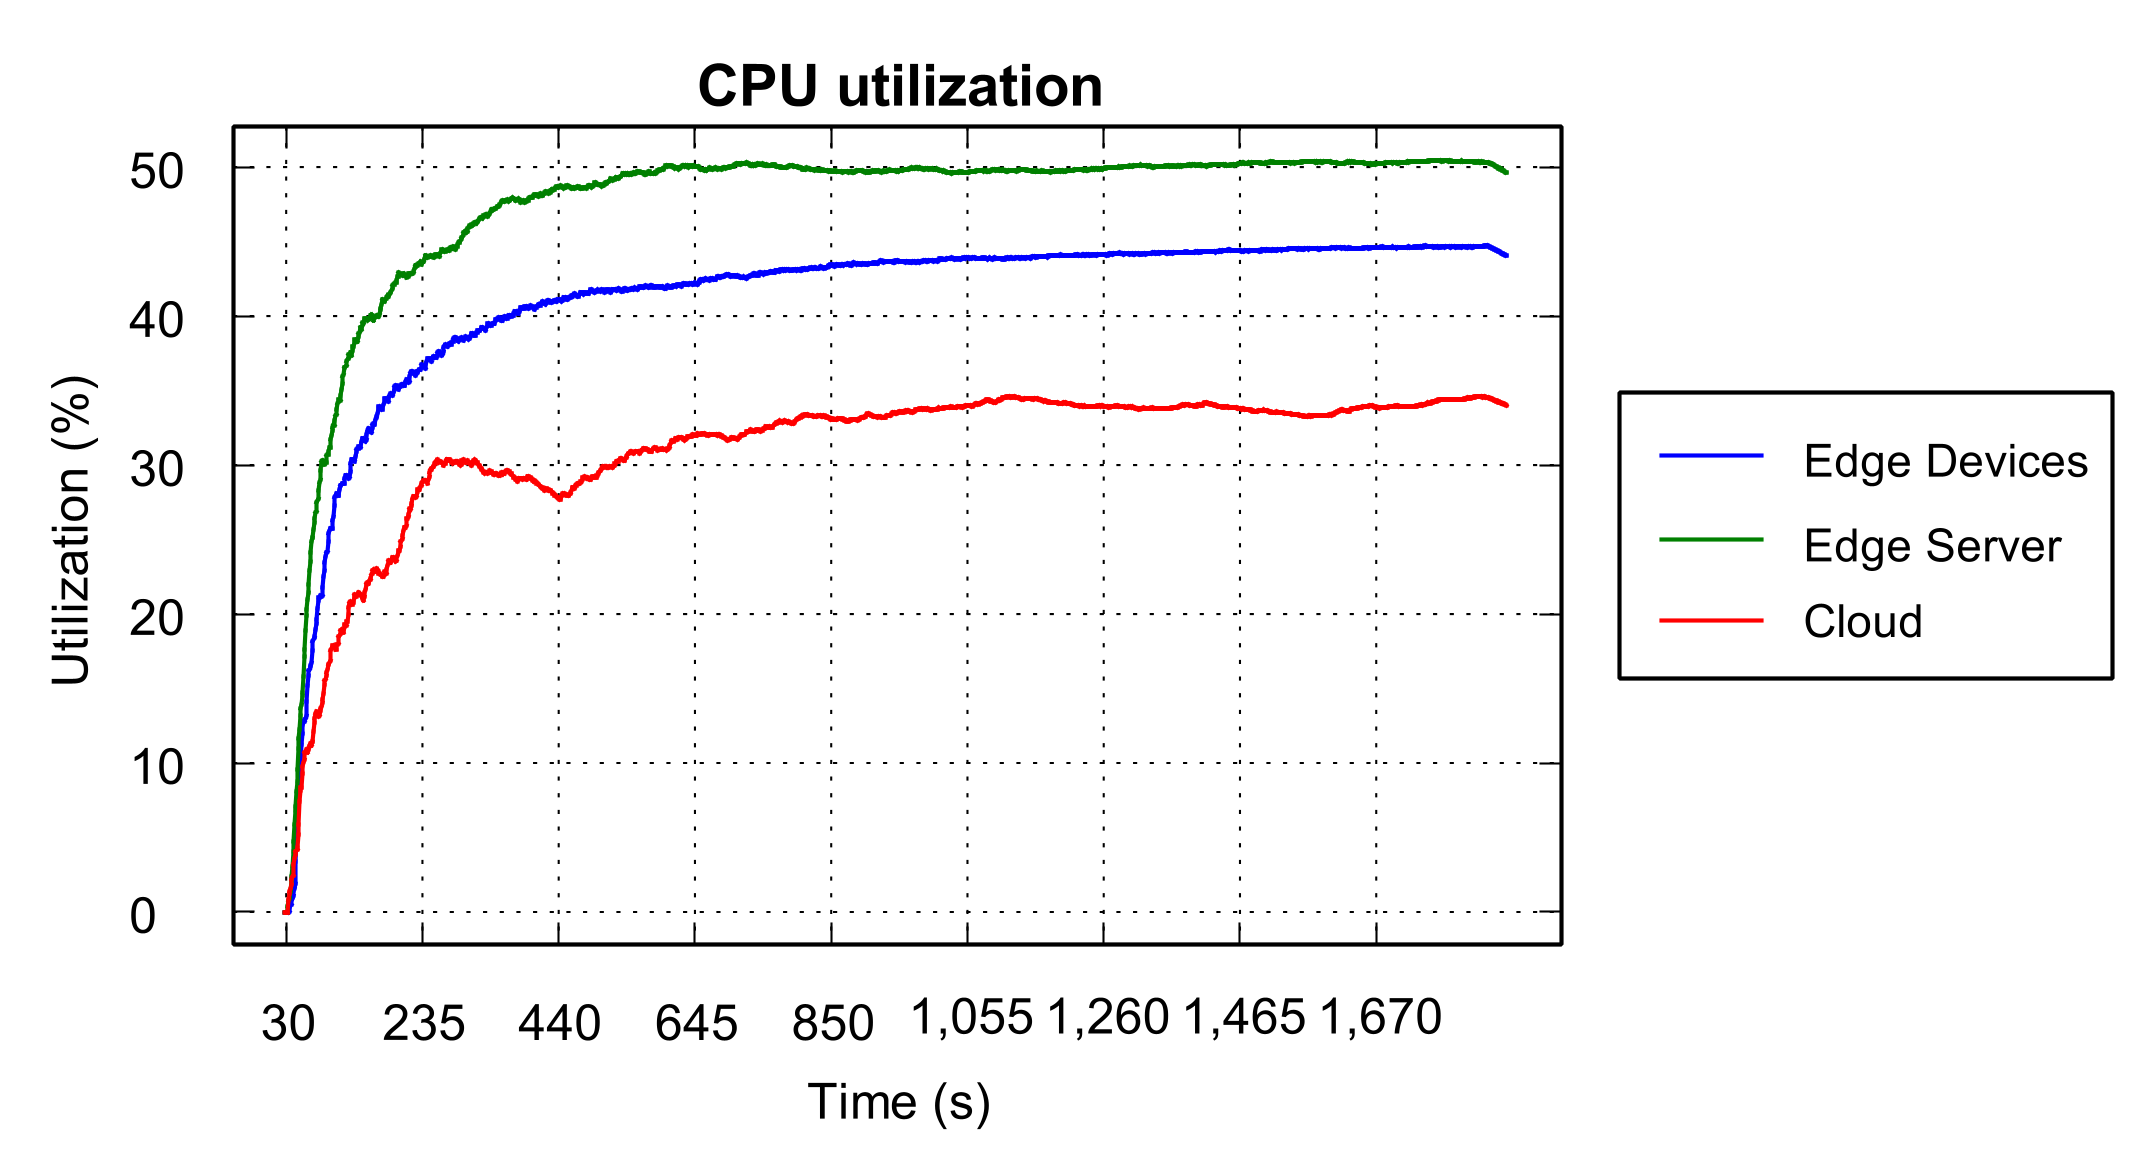 CPU utilization
50
40
30
20
10
0
Utilization (%)
30 235 440 645 850 1,055 1,260 1,465 1,670
Time (s)
Edge Devices
Edge Server
Cloud